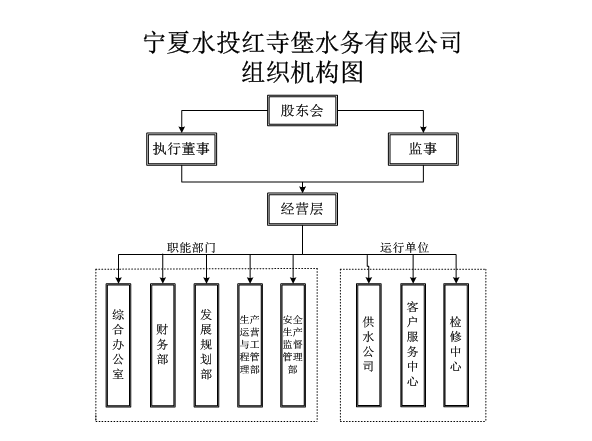 宁夏水投红寺堡水务有限公司
组织机构图
股东会
执行董事
监事
经营层
职能部门
运行单位
综合办公室
财务部
发展规划部
生产运营与工程管理部
安全生产监督管理部
供水公司
客户服务中心
检修中心